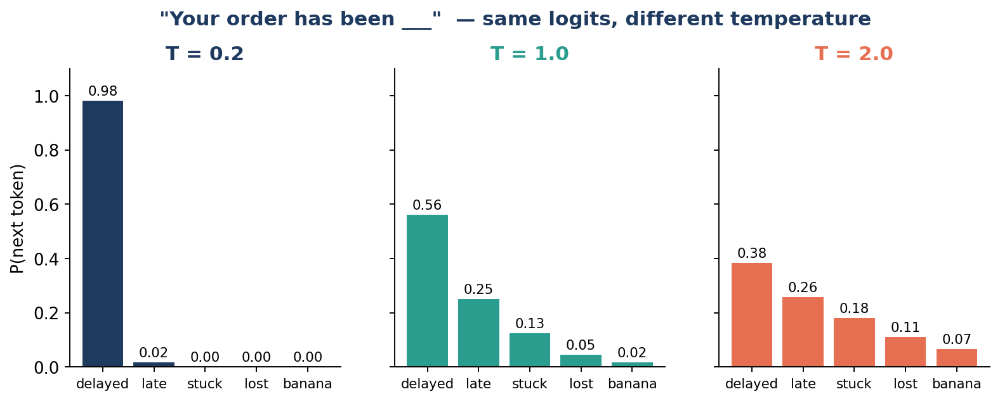 "Your order has been ___" — same logits, different temperature
T = 0.2
T = 1.0
T = 2.0
P(next token)
1.0
0.8
0.6
0.4
0.2
0.0
0.98
0.02
0.00
0.00
0.00
delayed late stuck lost banana
0.56
0.25
0.13
0.05
0.02
delayed late stuck lost banana
0.38
0.26
0.18
0.11
0.07
delayed late stuck lost banana